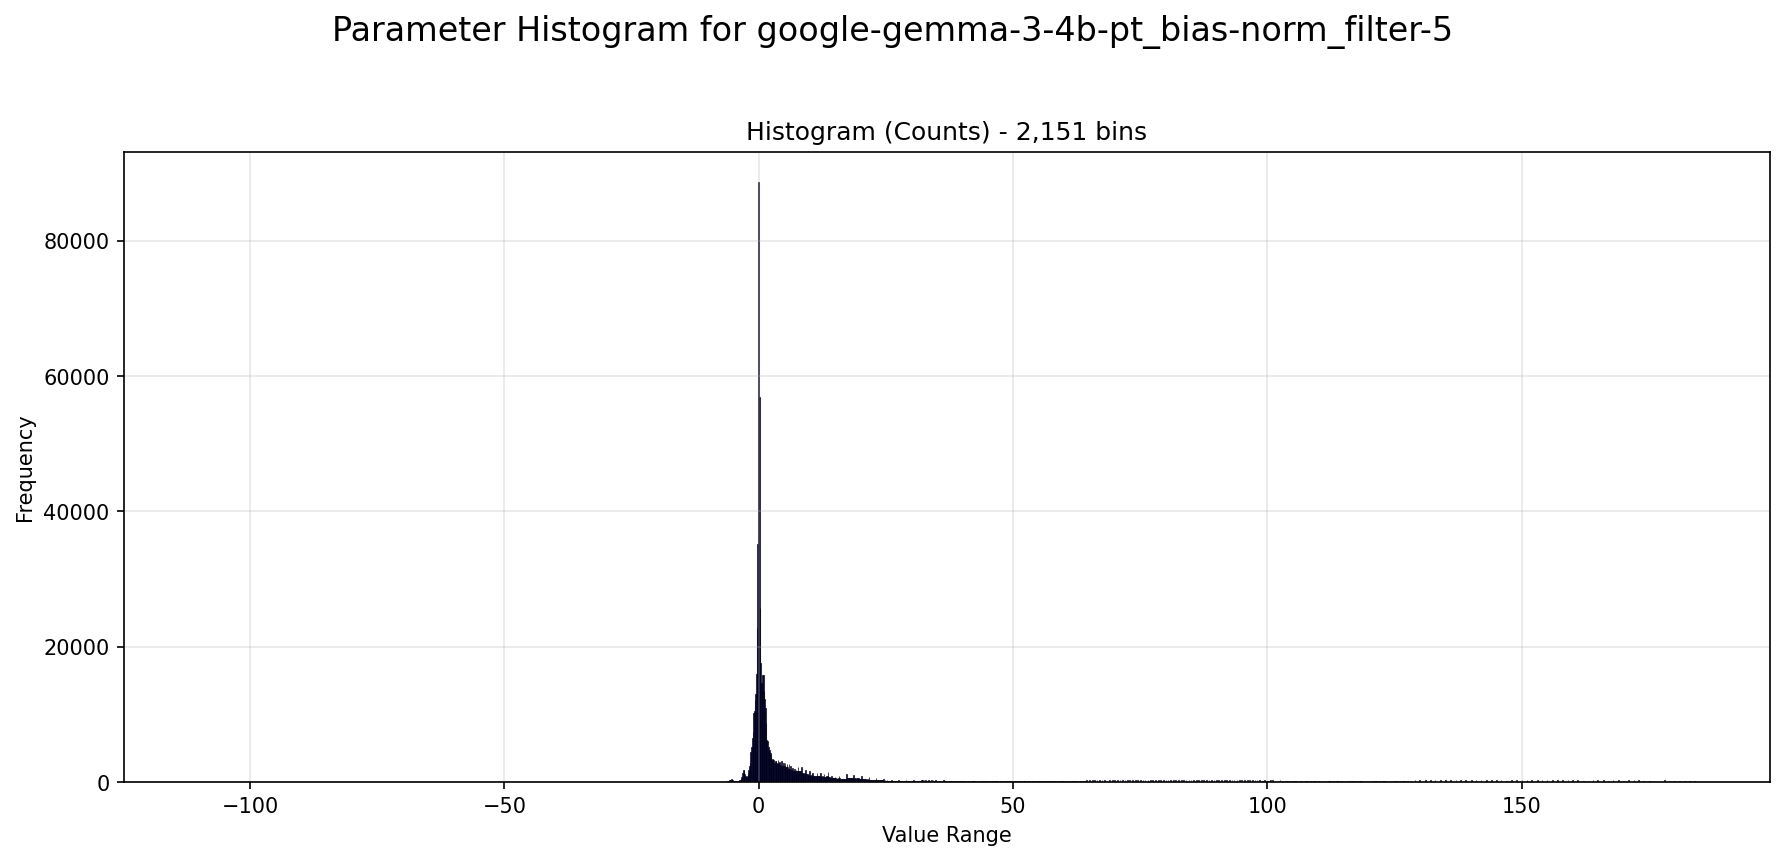 Parameter Histogram for google-gemma-3-4b-pt_bias-norm_filter-5
Histogram (Counts) - 2,151 bins
Frequency
80000
60000
40000
20000
0
−100
−50
0
50
100
150
Value Range